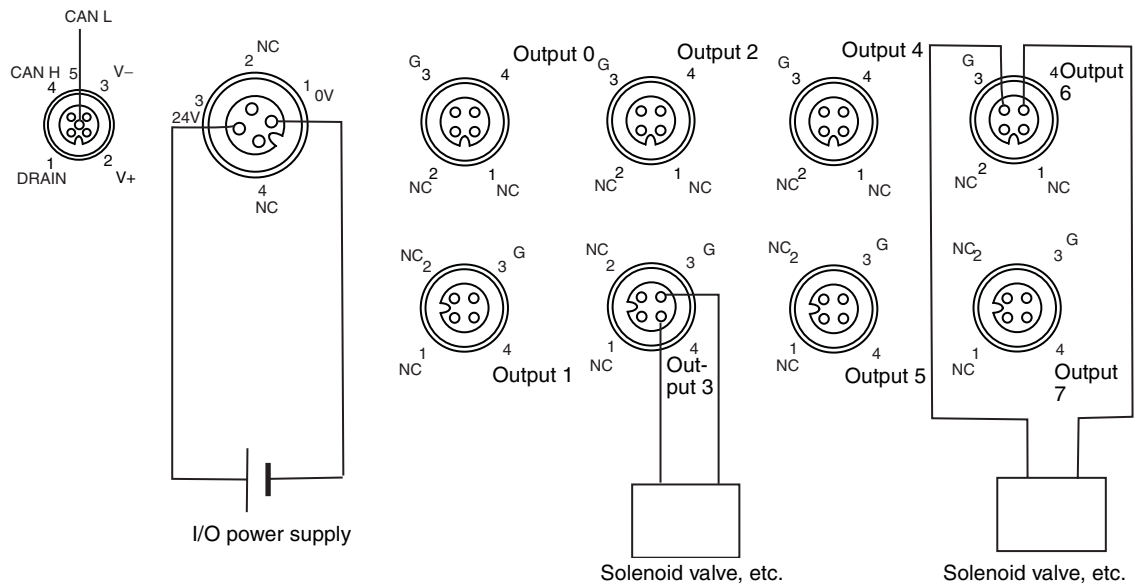 CAN L
CAN H 5 V–
4 3
1 2
DRAIN V+
NC
2
3 1
24V 0V
4
NC
I/O power supply
Output 0
G
3 4
2 1
NC NC
Output 2
4
2 1
NC NC
Output 4
G
3 4
2 1
NC NC
G
3 4 Output
6
2 1
NC NC
NC 2 3 G
1 4
NC
Output 1
NC 2 3 G
1 4
NC
Out-
put 3
NC 2 3 G
1 4
NC
Output 5
NC 2 3 G
1 4
NC
Output
7
Solenoid valve, etc.
Solenoid valve, etc.